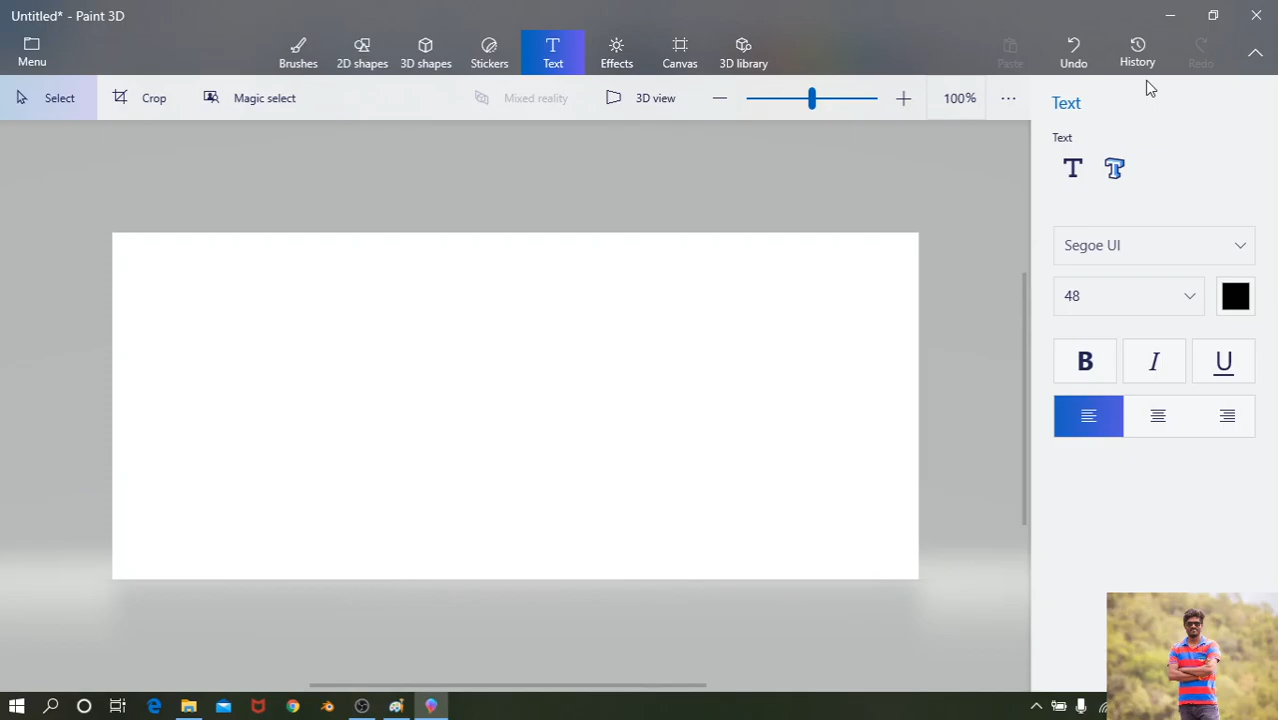 Untitled* - Paint 3D
Menu
Brushes
2D shapes
3D shapes
Stickers
Text
Effects
Canvas
3D library
Paste
Undo
History
Redo
Select
Crop
Magic select
Mixed reality
3D view
100%
Text
Text
Segoe UI
48
B
I
U